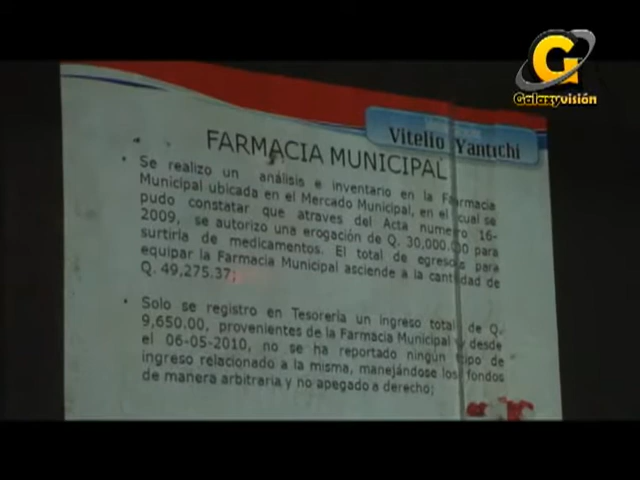 G
Galaxyvisión
Vitelio Yantichi
FARMACIA MUNICIPAL
• Se realizo un análisis e inventario en la Farmacia
Municipal ubicada en el Mercado Municipal, en el cual se
pudo constatar que atraves del Acta numero 16-
2009, se autorizo una erogación de Q. 30,000.00 para
surtirla de medicamentos. El total de egresos para
equipar la Farmacia Municipal asciende a la cantidad de
Q. 49,275.37;
• Solo se registro en Tesorería un ingreso total de Q.
9,650.00, provenientes de la Farmacia Municipal y desde
el 06-05-2010, no se ha reportado ningún tipo de
ingreso relacionado a la misma, manejándose los fondos
de manera arbitraria y no apegado a derecho;